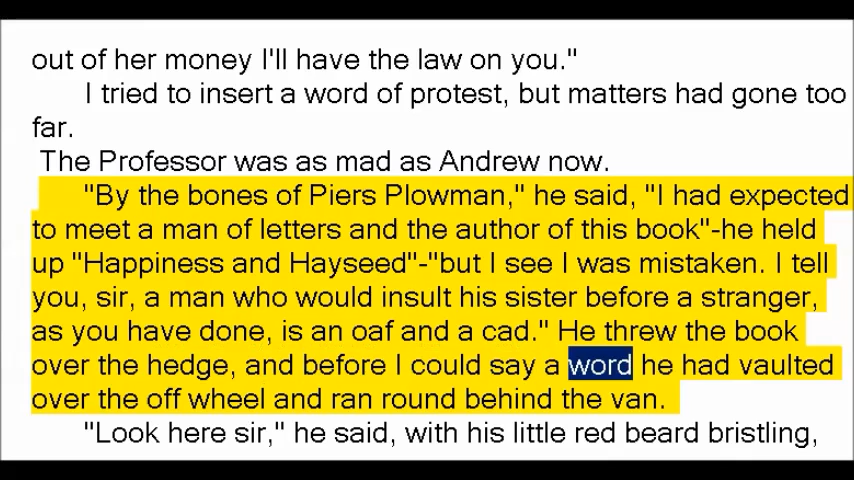 out of her money I'll have the law on you."
I tried to insert a word of protest, but matters had gone too
far.
The Professor was as mad as Andrew now.
"By the bones of Piers Plowman," he said, "I had expected
to meet a man of letters and the author of this book"-he held
up "Happiness and Hayseed"-"but I see I was mistaken. I tell
you, sir, a man who would insult his sister before a stranger,
as you have done, is an oaf and a cad." He threw the book
over the hedge, and before I could say a word he had vaulted
over the off wheel and ran round behind the van.
"Look here sir," he said, with his little red beard bristling,